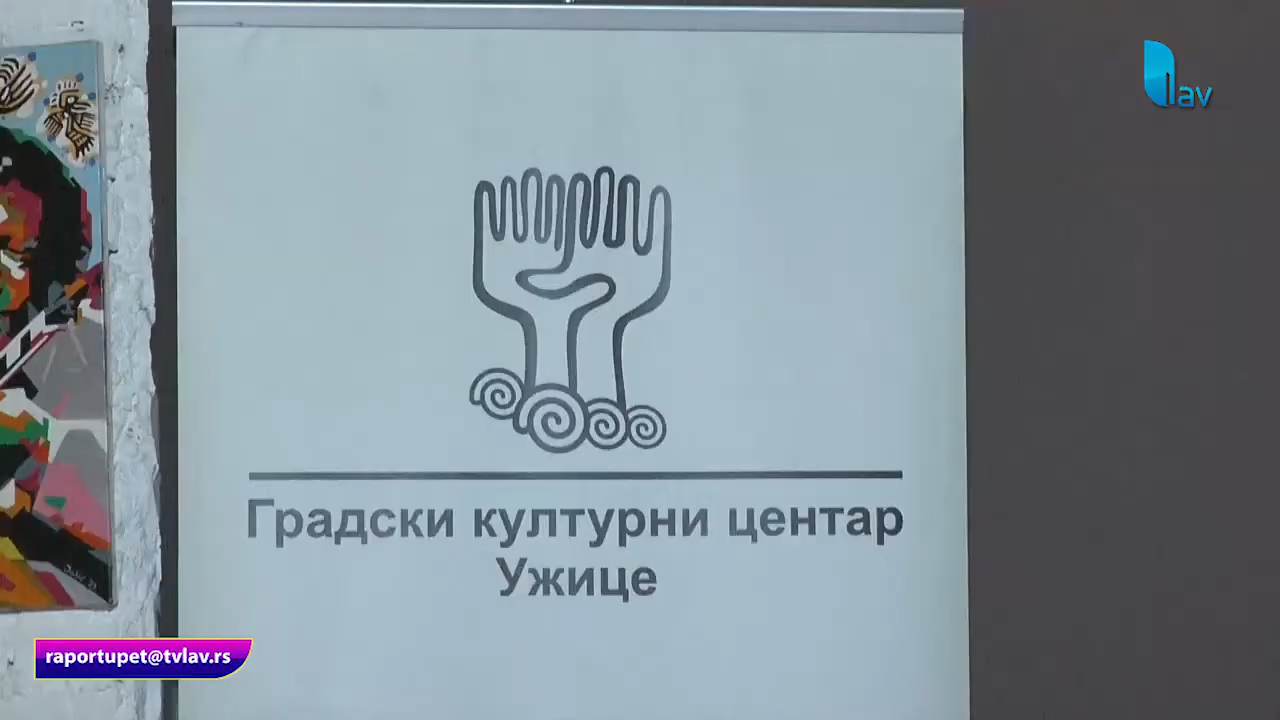 lav
Градски културни центар
Ужице
raportupet@tvlav.rs